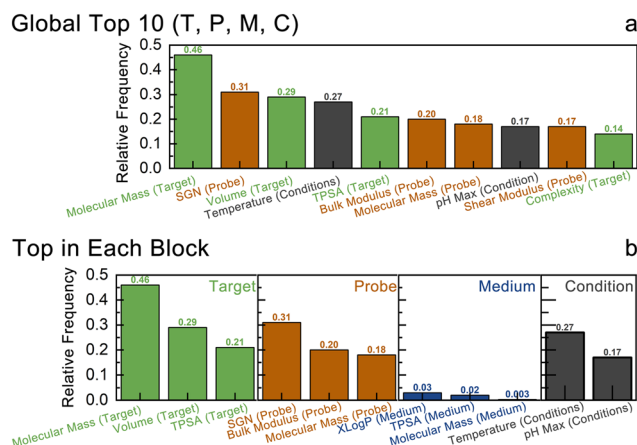 Global Top 10 (T, P, M, C)
a
Relative Frequency
0.5
0.4
0.3
0.2
0.1
0.0
0.46
0.31
0.29
0.27
0.21
0.20
0.18
0.17
0.17
0.14
Molecular Mass (Target)
SGN (Probe)
Volume (Target)
Temperature (Conditions)
TPSA (Target)
Bulk Modulus (Probe)
Molecular Mass (Probe)
pH Max (Condition)
Shear Modulus (Probe)
Complexity (Target)
Top in Each Block
b
Relative Frequency
0.5
0.4
0.3
0.2
0.1
0.0
Target
0.46
0.29
0.21
Molecular Mass (Target)
Volume (Target)
TPSA (Target)
Probe
0.31
0.20
0.18
SGN (Probe)
Bulk Modulus (Probe)
Molecular Mass (Probe)
Medium
0.03
0.02
0.003
XLogP (Medium)
TPSA (Medium)
Molecular Mass (Medium)
Condition
0.27
0.17
Temperature (Conditions)
pH Max (Conditions)